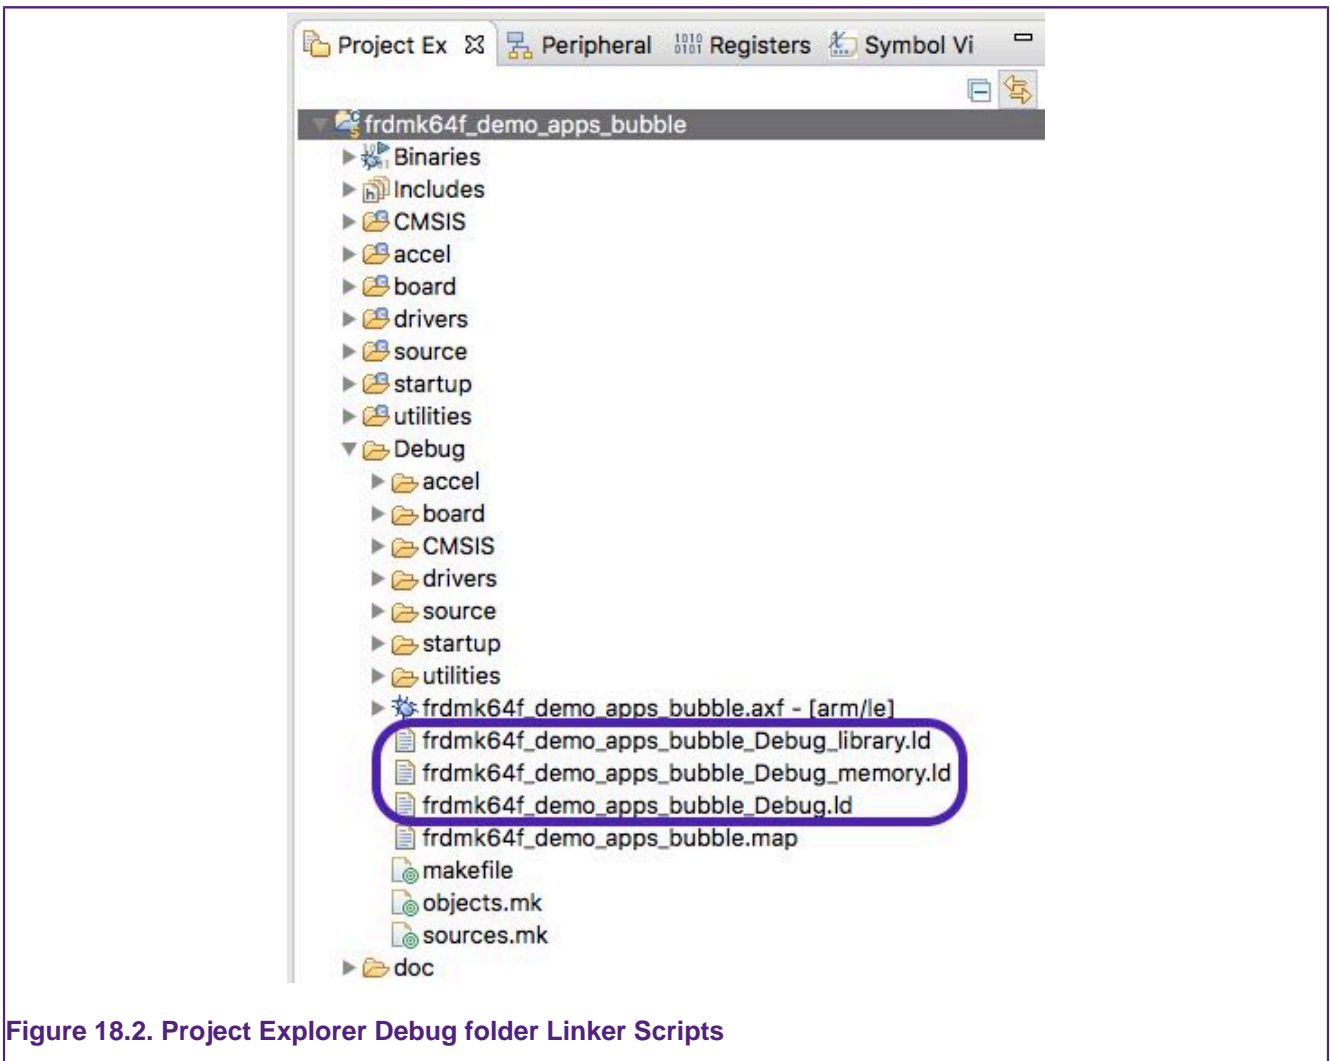 Project Ex Peripheral 1010 0101 Registers Symbol Vi
frdmk64f_demo_apps_bubble
Binaries
Includes
CMSIS
accel
board
drivers
source
startup
utilities
Debug
accel
board
CMSIS
drivers
source
startup
utilities
frdmk64f_demo_apps_bubble.axf - [arm/le]
frdmk64f_demo_apps_bubble_Debug_library.ld
frdmk64f_demo_apps_bubble_Debug_memory.ld
frdmk64f_demo_apps_bubble_Debug.ld
frdmk64f_demo_apps_bubble.map
makefile
objects.mk
sources.mk
doc
Figure 18.2. Project Explorer Debug folder Linker Scripts